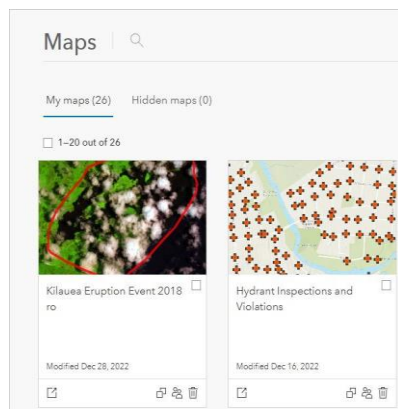 Maps
My maps (26) Hidden maps (0)
1–20 out of 26
Kilauea Eruption Event 2018
ro
Modified Dec 28, 2022
Hydrant Inspections and
Violations
Modified Dec 16, 2022